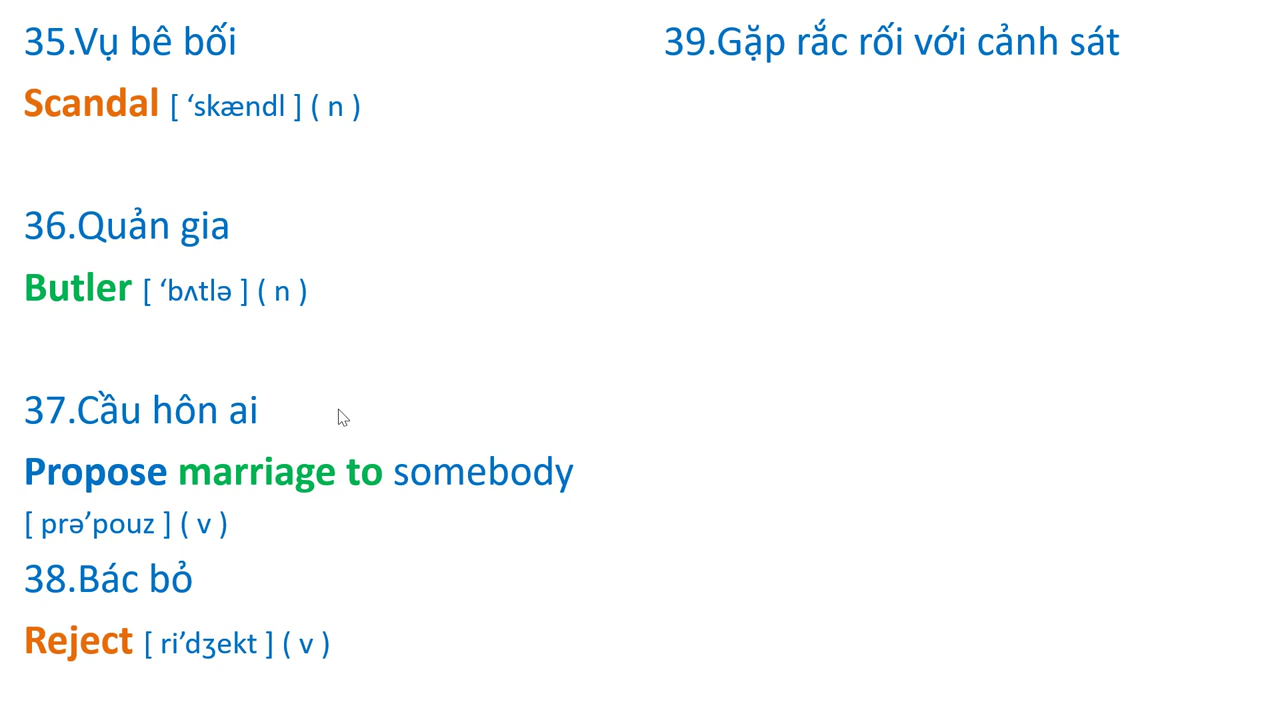 35.Vụ bê bối
Scandal [ ‘skændl ] ( n )
36.Quản gia
Butler [ ‘bʌtlə ] ( n )
37.Cầu hôn ai
Propose marriage to somebody
[ prə’pouz ] ( v )
38.Bác bỏ
Reject [ ri’dʒekt ] ( v )
39.Gặp rắc rối với cảnh sát